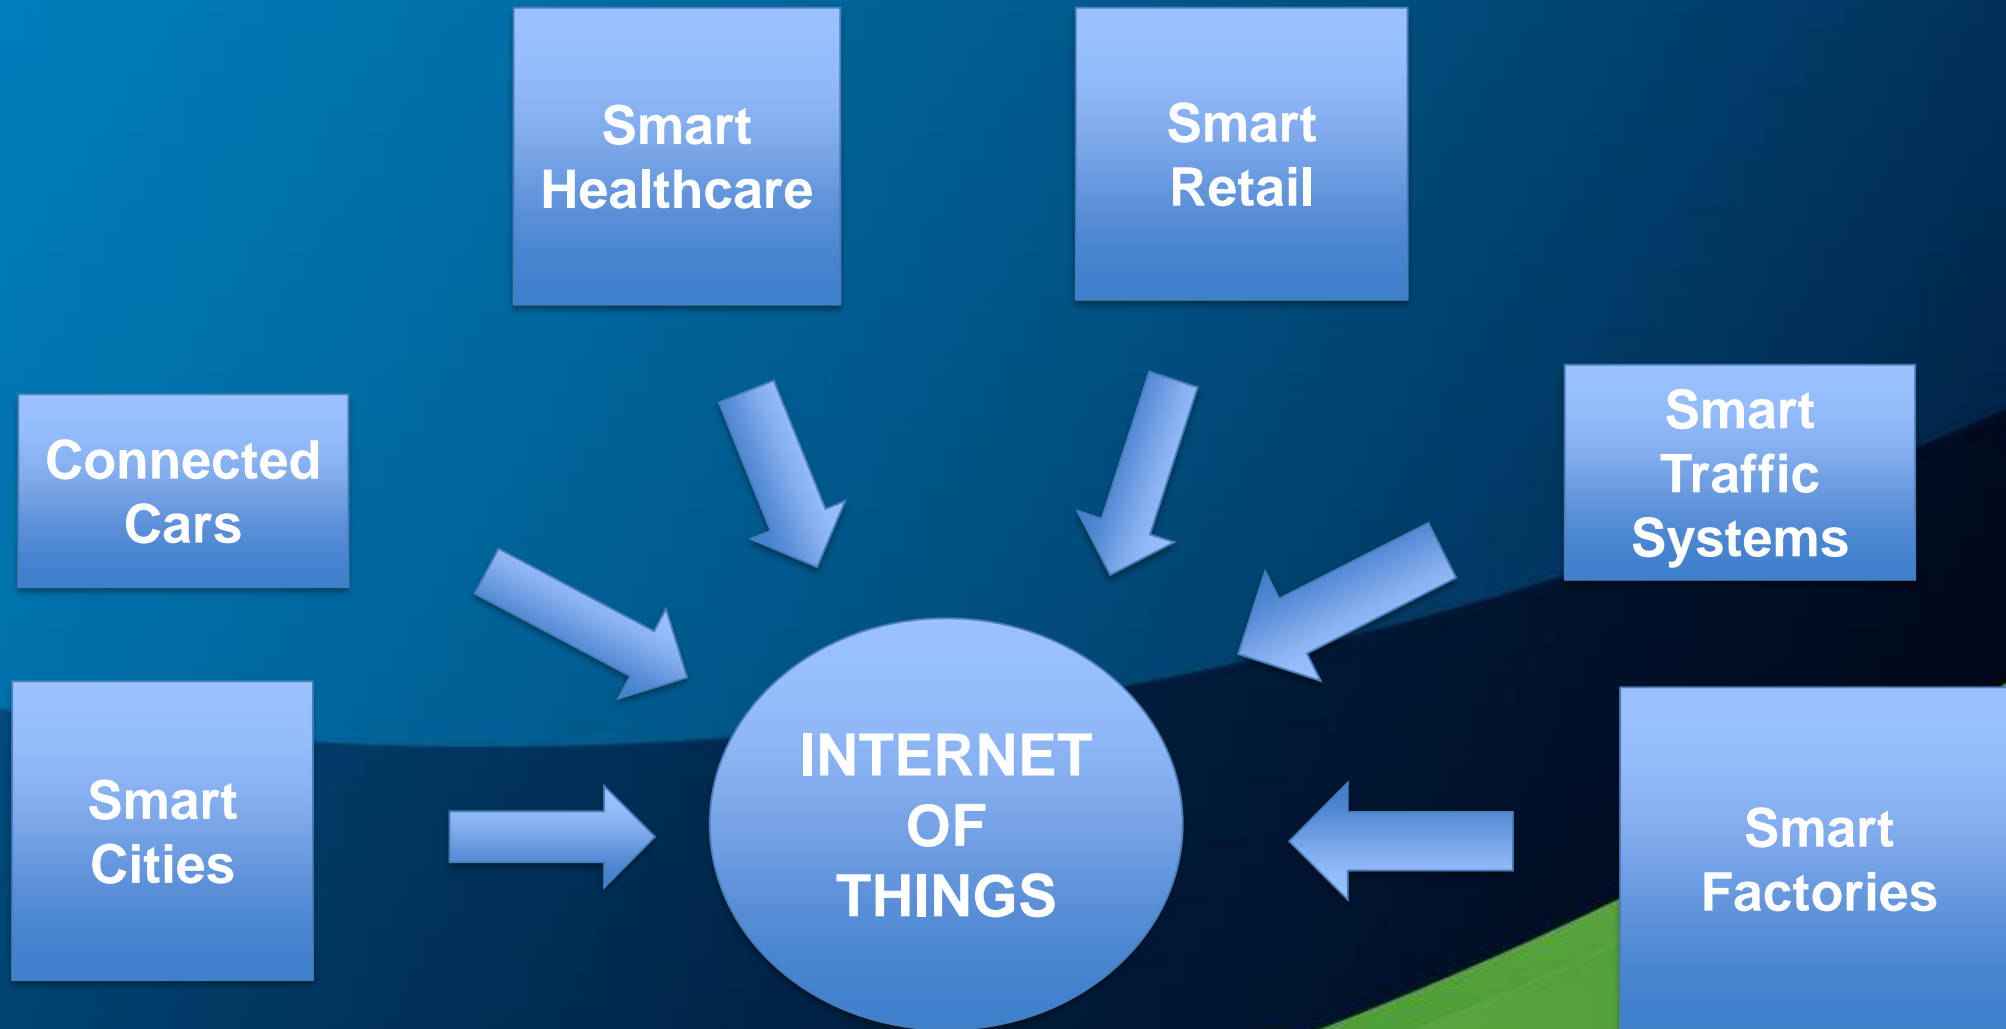 Smart
Healthcare
Smart
Retail
Connected
Cars
Smart
Traffic
Systems
Smart
Cities
INTERNET
OF
THINGS
Smart
Factories